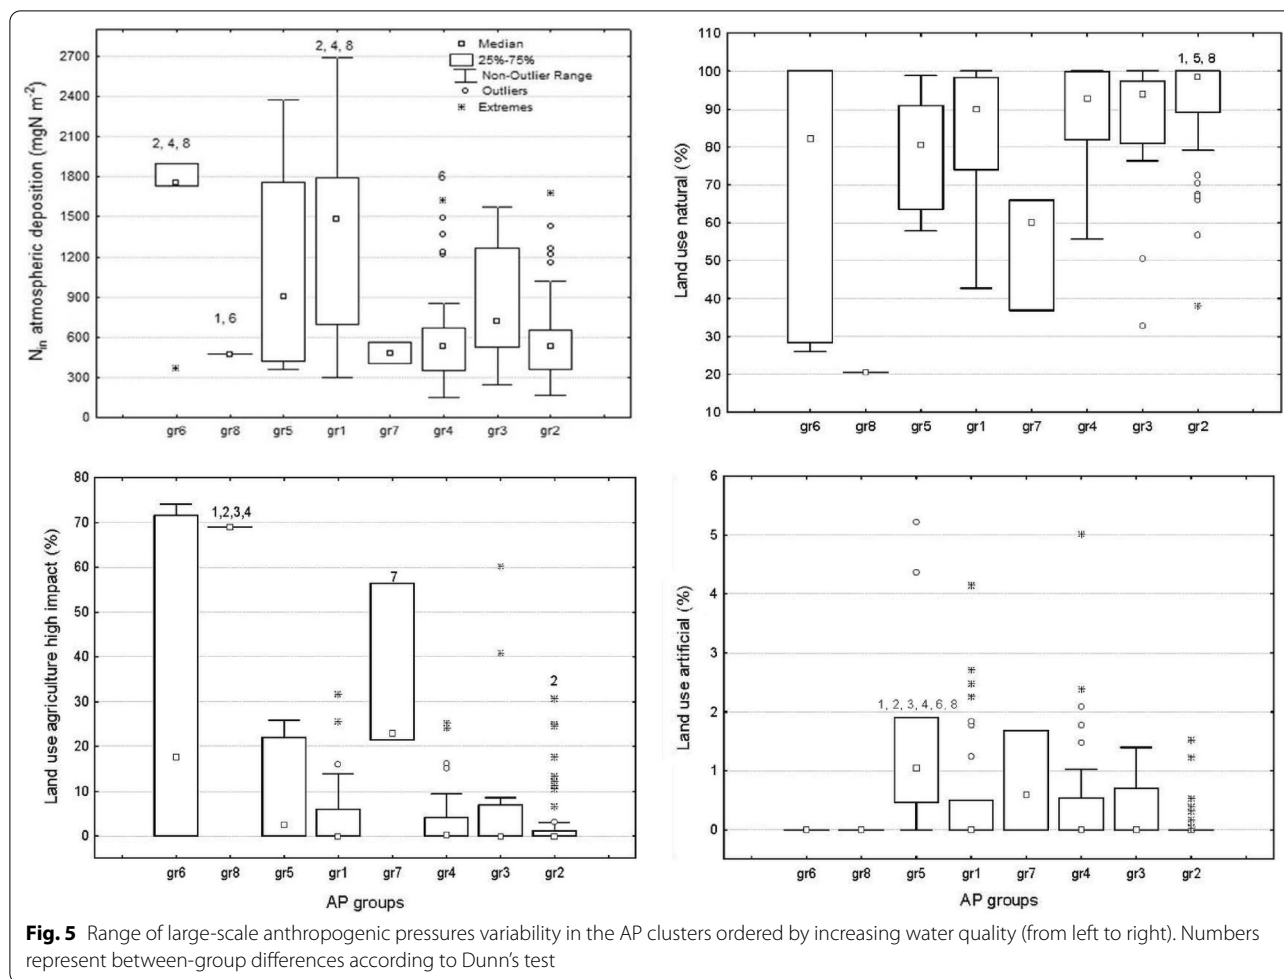 N_in atmospheric deposition (mgN m⁻²)
2700
2400
2100
1800
1500
1200
900
600
300
0
Median
25%-75%
Non-Outlier Range
Outliers
Extremes
2, 4, 8
1, 6
2, 4, 8
6
gr6 gr8 gr5 gr1 gr7 gr4 gr3 gr2
Land use natural (%)
100
90
80
70
60
50
40
30
20
10
1, 5, 8
gr6 gr8 gr5 gr1 gr7 gr4 gr3 gr2
Land use agriculture high impact (%)
80
70
60
50
40
30
20
10
0
1,2,3,4
7
2
gr6 gr8 gr5 gr1 gr7 gr4 gr3 gr2
AP groups
Land use artificial (%)
6
5
4
3
2
1
0
1, 2, 3, 4, 6, 8
gr6 gr8 gr5 gr1 gr7 gr4 gr3 gr2
AP groups
Fig. 5 Range of large-scale anthropogenic pressures variability in the AP clusters ordered by increasing water quality (from left to right). Numbers
represent between-group differences according to Dunn's test